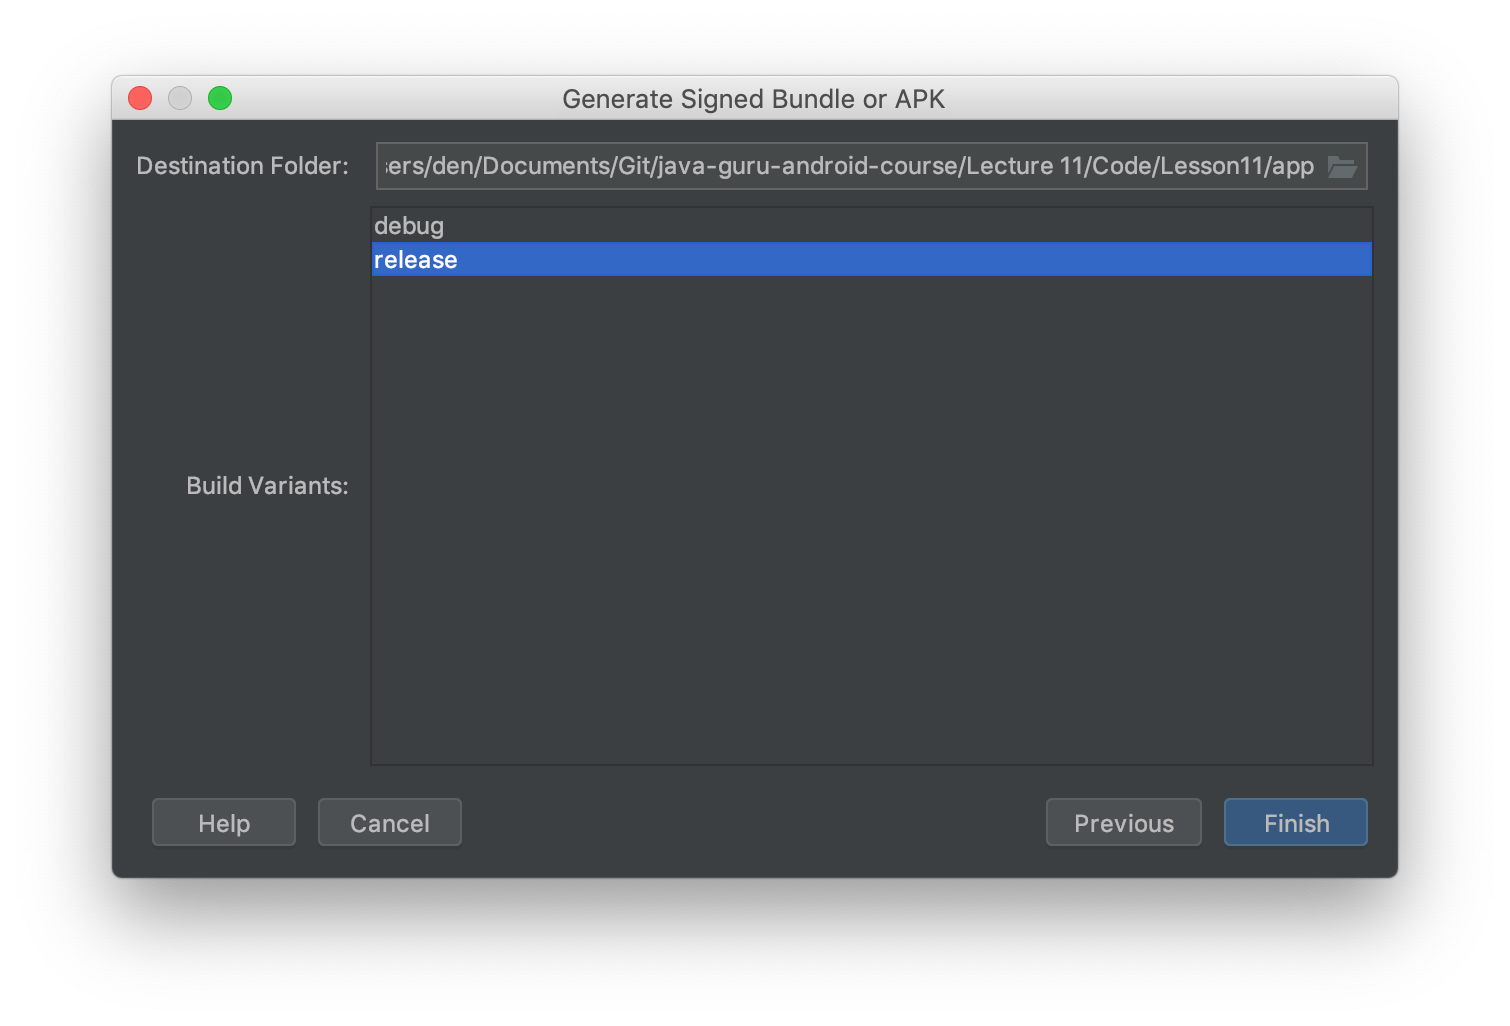 Generate Signed Bundle or APK
Destination Folder: sers/den/Documents/Git/java-guru-android-course/Lecture 11/Code/Lesson11/app
debug
release
Build Variants:
Help Cancel Previous Finish